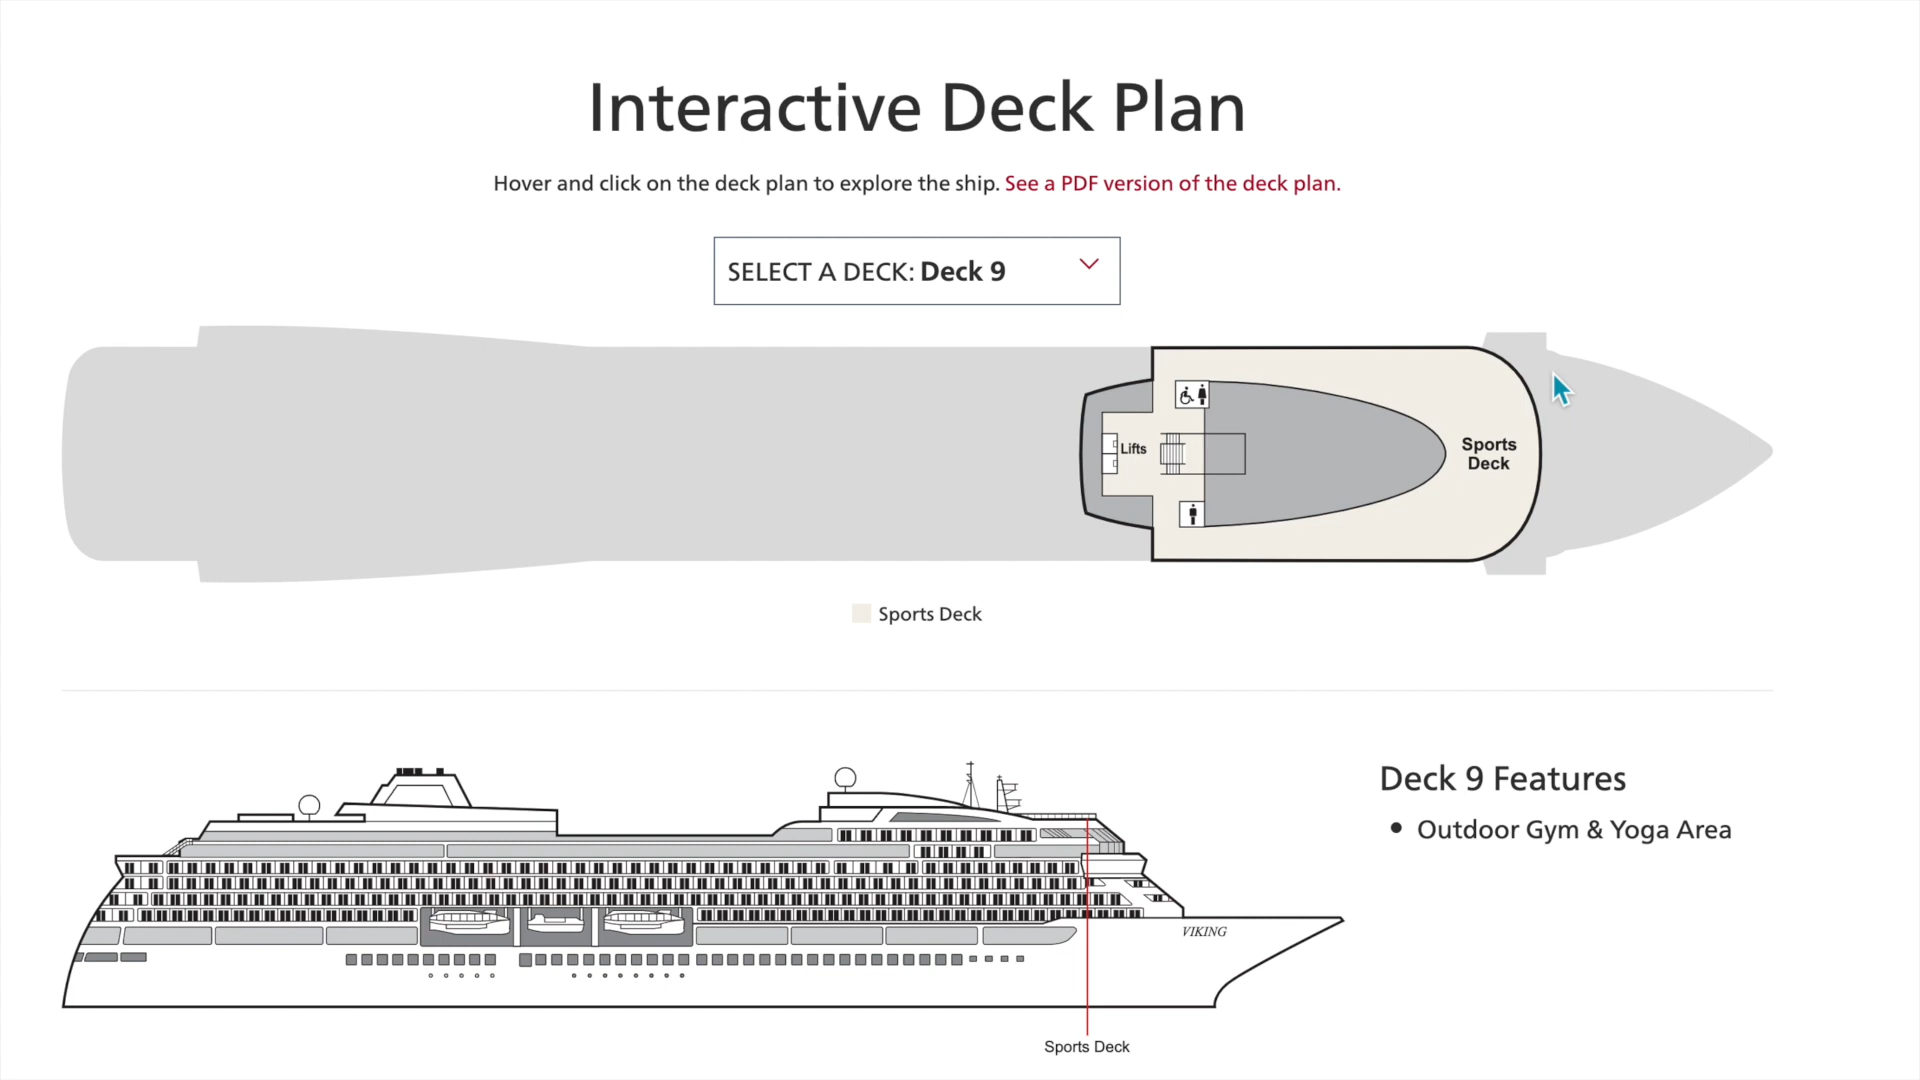 Interactive Deck Plan
Hover and click on the deck plan to explore the ship. See a PDF version of the deck plan.
SELECT A DECK: Deck 9
Lifts
Sports
Deck
Sports Deck
Deck 9 Features
• Outdoor Gym & Yoga Area
VIKING
Sports Deck